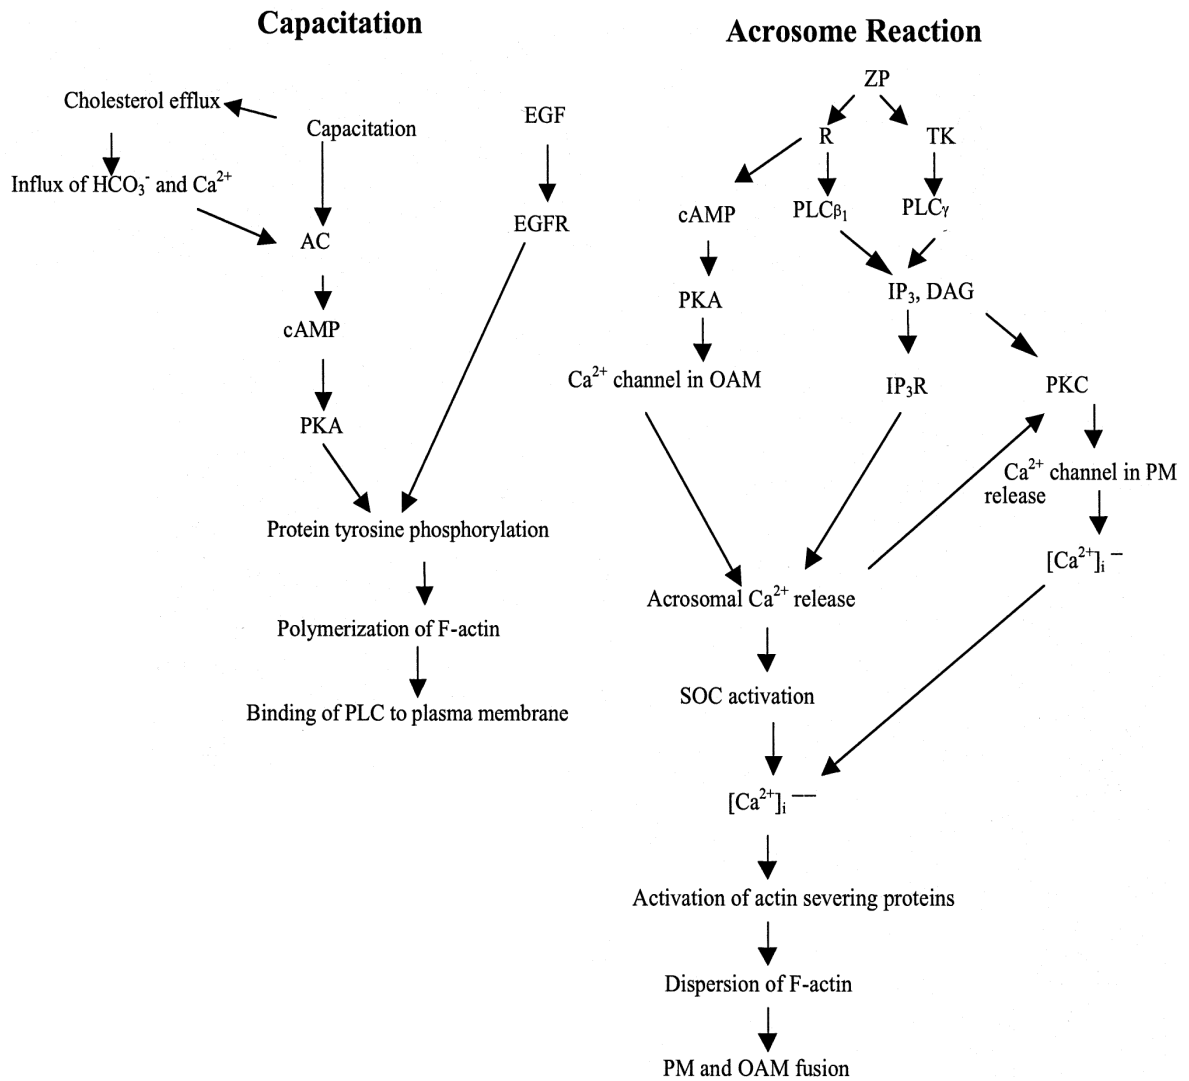 Capacitation
Cholesterol efflux
Capacitation
EGF
Influx of HCO₃⁻ and Ca²⁺
EGFR
AC
cAMP
PKA
Protein tyrosine phosphorylation
Polymerization of F-actin
Binding of PLC to plasma membrane
Acrosome Reaction
ZP
R
TK
cAMP
PLCβ₁
PLCγ
PKA
IP₃, DAG
Ca²⁺ channel in OAM
IP₃R
PKC
Ca²⁺ channel in PM
release
[Ca²⁺]ᵢ –
Acrosomal Ca²⁺ release
SOC activation
[Ca²⁺]ᵢ ––
Activation of actin severing proteins
Dispersion of F-actin
PM and OAM fusion